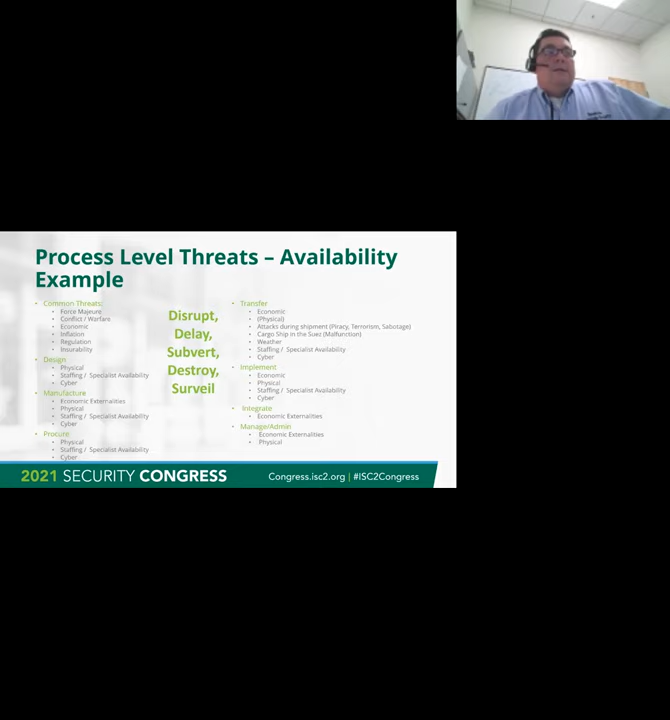 Process Level Threats – Availability
Example
• Common Threats:
• Force Majeure
• Conflict / Warfare
• Economic
• Inflation
• Regulation
• Insurability
• Design
• Physical
• Staffing / Specialist Availability
• Cyber
• Manufacture
• Economic Externalities
• Physical
• Staffing / Specialist Availability
• Cyber
• Procure
• Physical
• Staffing / Specialist Availability
• Cyber
Disrupt,
Delay,
Subvert,
Destroy,
Surveil
• Transfer
• Economic
• (Physical)
• Attacks during shipment (Piracy, Terrorism, Sabotage)
• Cargo Ship in the Suez (Malfunction)
• Weather
• Staffing / Specialist Availability
• Cyber
• Implement
• Economic
• Physical
• Staffing / Specialist Availability
• Cyber
• Integrate
• Economic Externalities
• Manage/Admin
• Economic Externalities
• Physical
2021 SECURITY CONGRESS
Congress.isc2.org | #ISC2Congress